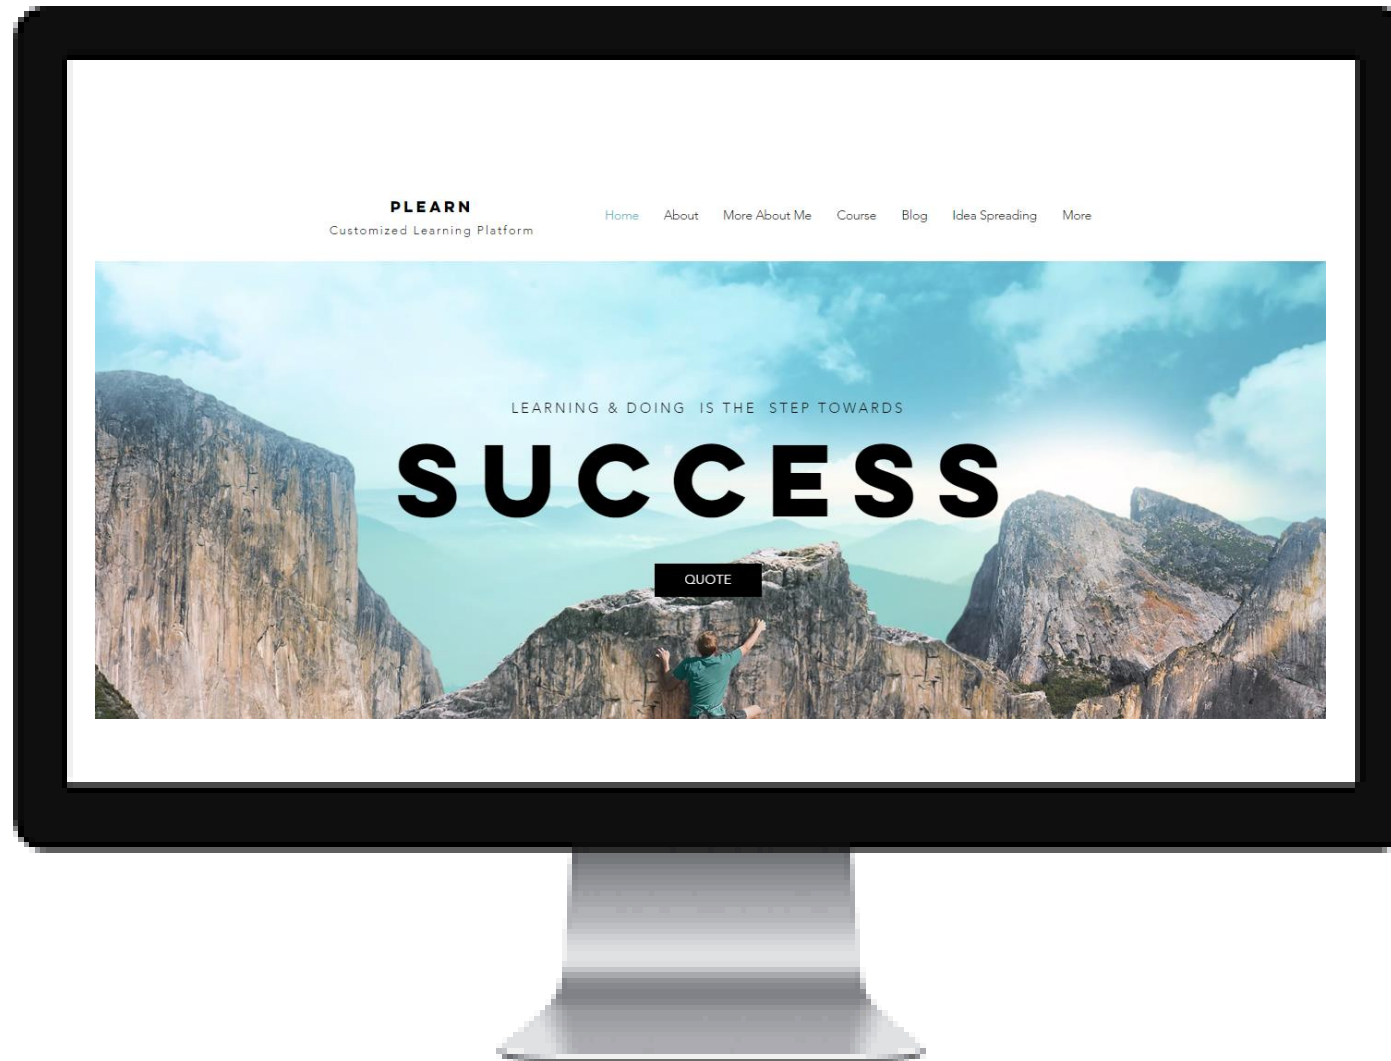 PLEARN
Customized Learning Platform
Home About More About Me Course Blog Idea Spreading More
LEARNING & DOING IS THE STEP TOWARDS
SUCCESS
QUOTE